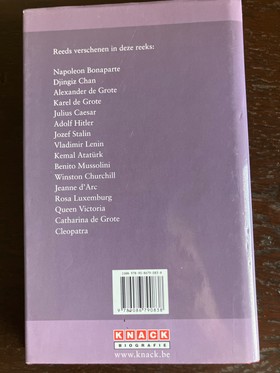 Reeds verschenen in deze reeks:
Napoleon Bonaparte
Djingiz Chan
Alexander de Grote
Karel de Grote
Julius Caesar
Adolf Hitler
Jozef Stalin
Vladimir Lenin
Kemal Atatürk
Benito Mussolini
Winston Churchill
Jeanne d'Arc
Rosa Luxemburg
Queen Victoria
Catharina de Grote
Cleopatra
KNACK
BIOGRAFIE
www.knack.be